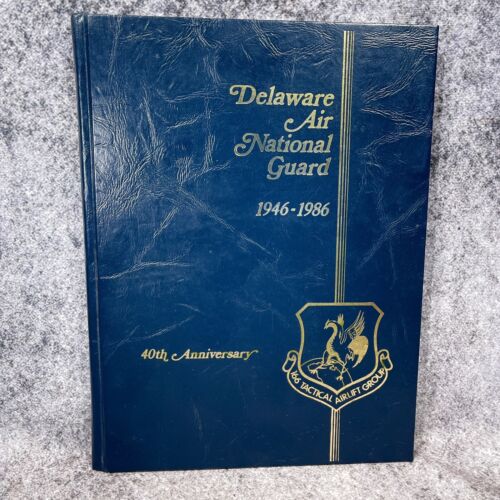 Delaware
Air
National
Guard
1946-1986
40th Anniversary
166 TACTICAL AIRLIFT GROUP